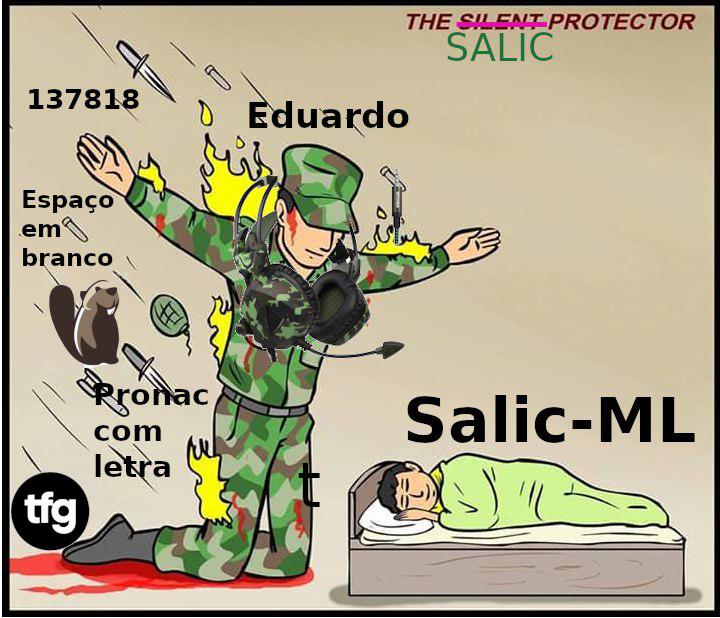 THE SILENT PROTECTOR
SALIC
137818
Eduardo
Espaço
em
branco
Pronac
com
letra
Salic-ML
t
tfg